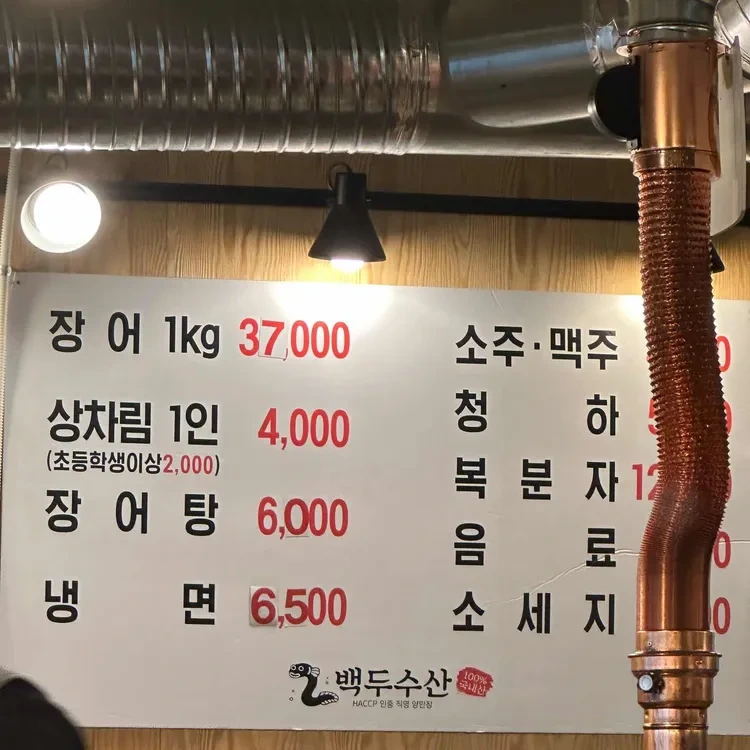 장어 1kg 37,000
상차림 1인 4,000
(초등학생이상2,000)
장어탕 6,000
냉면 6,500
소주·맥주
청하
복분자
음료
소세지
백두수산
100% 국내산
HACCP 인증 직영 양만장